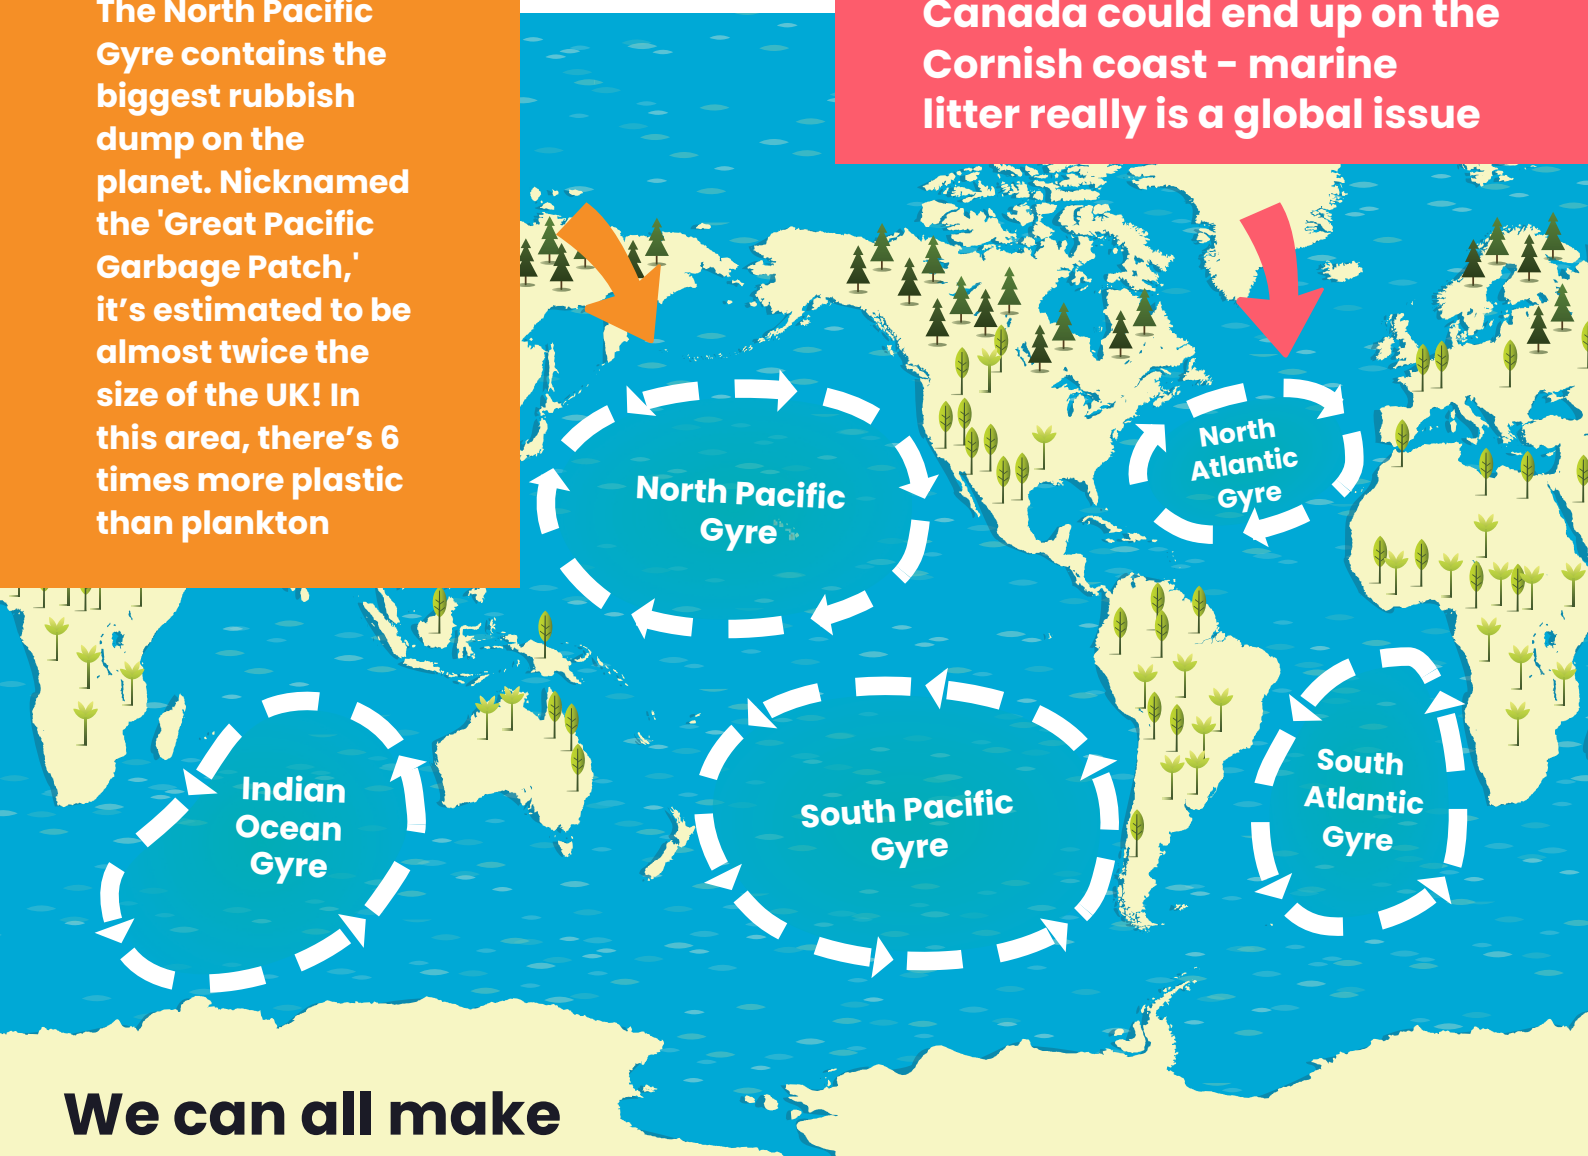 The North Pacific
Gyre contains the
biggest rubbish
dump on the
planet. Nicknamed
the 'Great Pacific
Garbage Patch,'
it’s estimated to be
almost twice the
size of the UK! In
this area, there’s 6
times more plastic
than plankton
Canada could end up on the
Cornish coast - marine
litter really is a global issue
North Pacific
Gyre
North
Atlantic
Gyre
Indian
Ocean
Gyre
South Pacific
Gyre
South
Atlantic
Gyre
We can all make